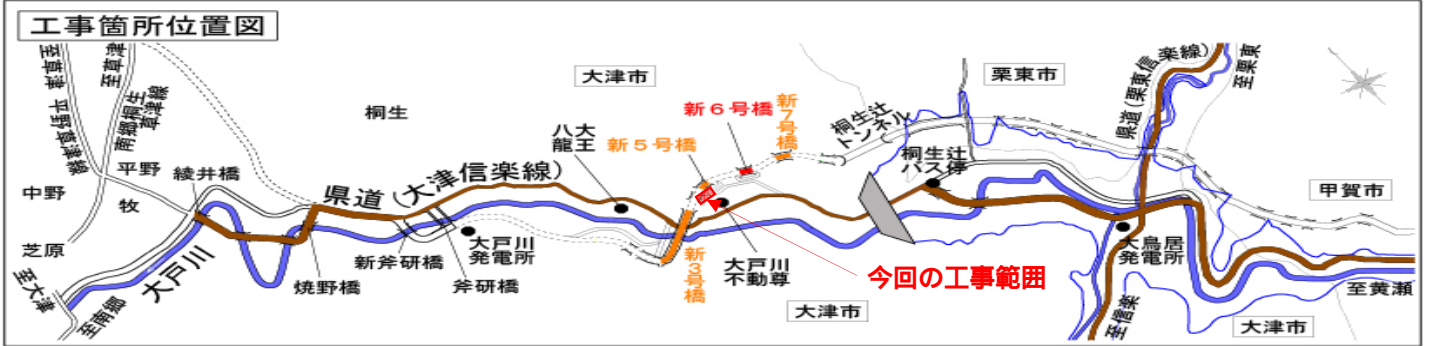 工事箇所位置図
至草津 平野草津線
至草津
南郷桐生草津線
大津市
桐生
栗東市
県道(栗東信楽線)
至栗東
新6号橋
新7号橋
桐生辻
トンネル
八大
龍王
新5号橋
桐生辻
バス停
中野
平野
綾井橋
牧
県道(大津信楽線)
甲賀市
芝原
大戸川
新斧研橋
大戸川
発電所
新3号橋
大戸川
不動尊
大鳥居
発電所
至大津
焼野橋
斧研橋
今回の工事範囲
至黄瀬
至南郷
大津市
至信楽
大津市